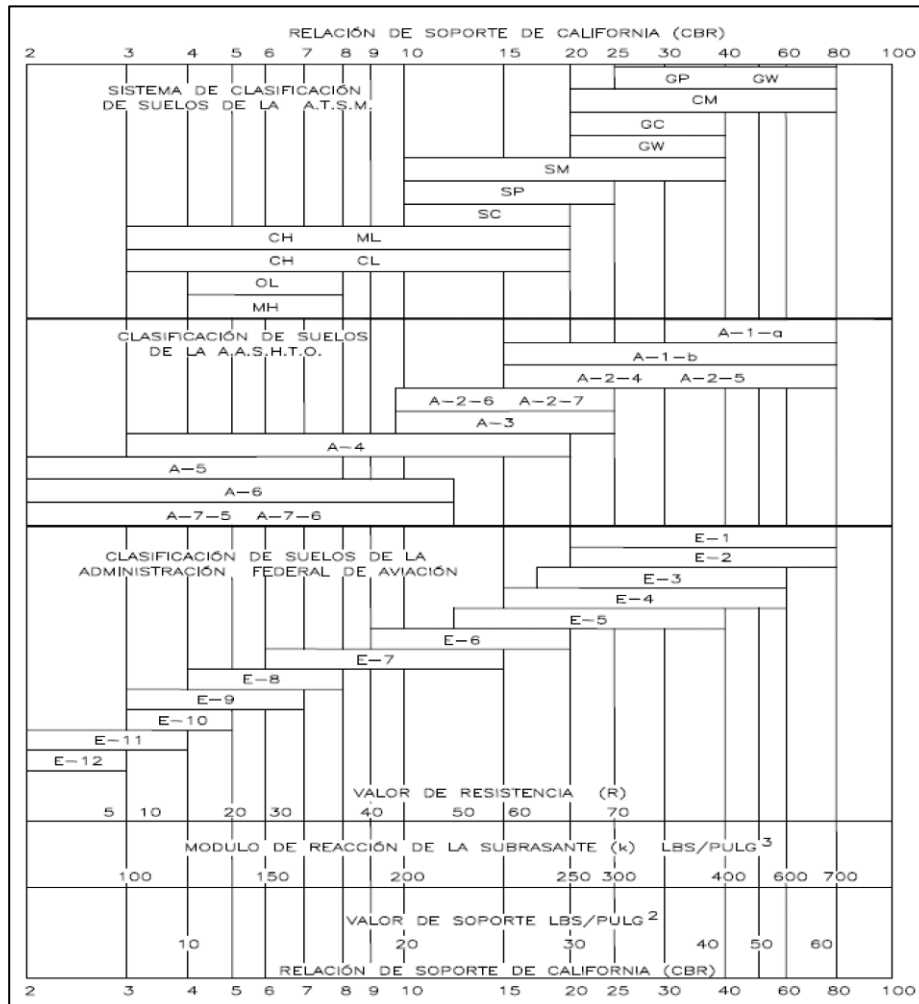 RELACIÓN DE SOPORTE DE CALIFORNIA (CBR)
2 3 4 5 6 7 8 9 10 15 20 25 30 40 50 60 80 100
SISTEMA DE CLASIFICACIÓN
DE SUELOS DE LA A.T.S.M.
GP GW
CM
GC
GW
SM
SP
SC
CH ML
CH CL
OL
MH
CLASIFICACIÓN DE SUELOS
DE LA A.A.S.H.T.O.
A-1-a
A-1-b
A-2-4 A-2-5
A-2-6 A-2-7
A-3
A-4
A-5
A-6
A-7-5 A-7-6
CLASIFICACIÓN DE SUELOS DE LA
ADMINISTRACIÓN FEDERAL DE AVIACIÓN
E-1
E-2
E-3
E-4
E-5
E-6
E-7
E-8
E-9
E-10
E-11
E-12
VALOR DE RESISTENCIA (R)
5 10 20 30 40 50 60 70
MODULO DE REACCIÓN DE LA SUBRASANTE (k) LBS/PULG³
100 150 200 250 300 400 600 700
VALOR DE SOPORTE LBS/PULG²
10 20 30 40 50 60
RELACIÓN DE SOPORTE DE CALIFORNIA (CBR)
2 3 4 5 6 7 8 9 10 15 20 25 30 40 50 60 80 100